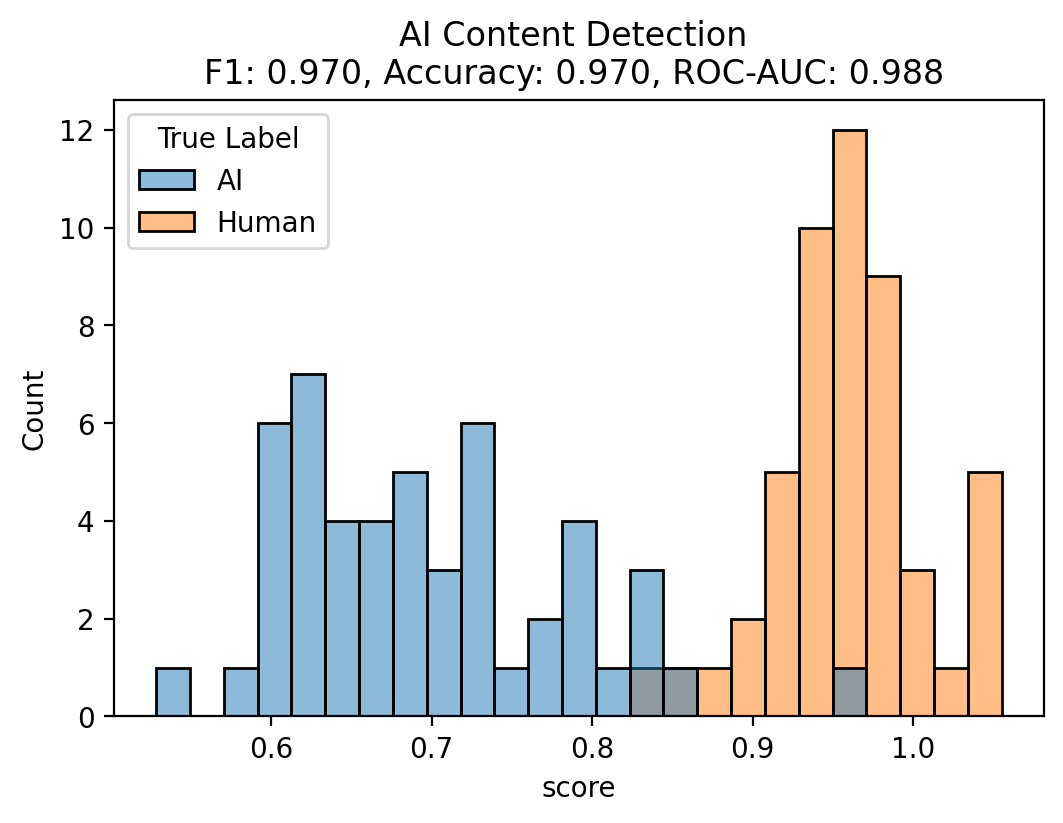 AI Content Detection
F1: 0.970, Accuracy: 0.970, ROC-AUC: 0.988
True Label
AI
Human
12
10
8
6
4
2
0
Count
0.6 0.7 0.8 0.9 1.0
score